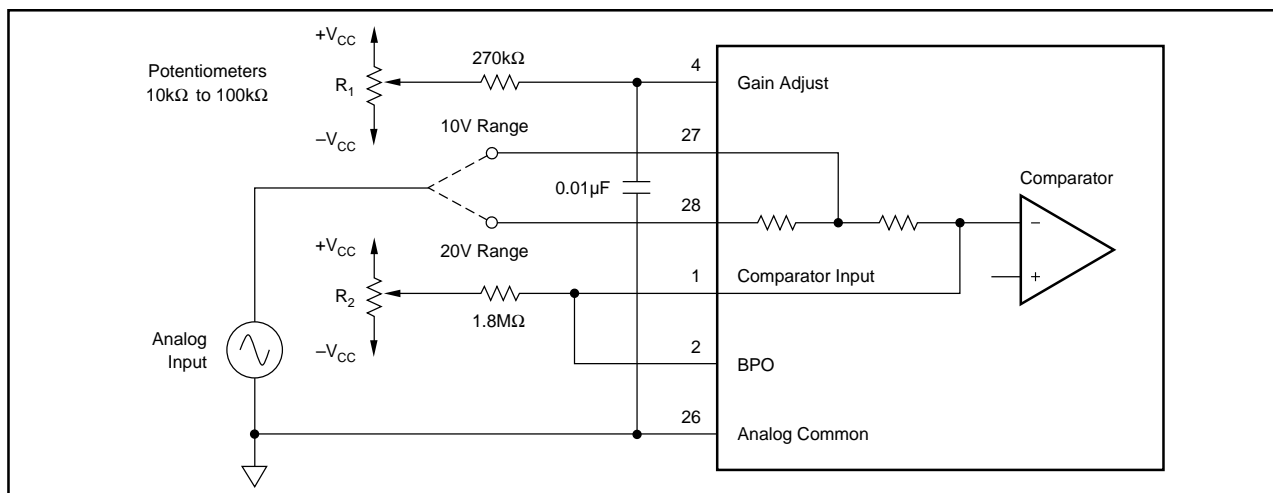 +V_CC
270kΩ
4
Gain Adjust
Potentiometers
10kΩ to 100kΩ
R_1
–V_CC
10V Range
27
0.01µF
Comparator
28
–
+
20V Range
+V_CC
R_2
1.8MΩ
1
Comparator Input
–V_CC
Analog
Input
2
BPO
26
Analog Common